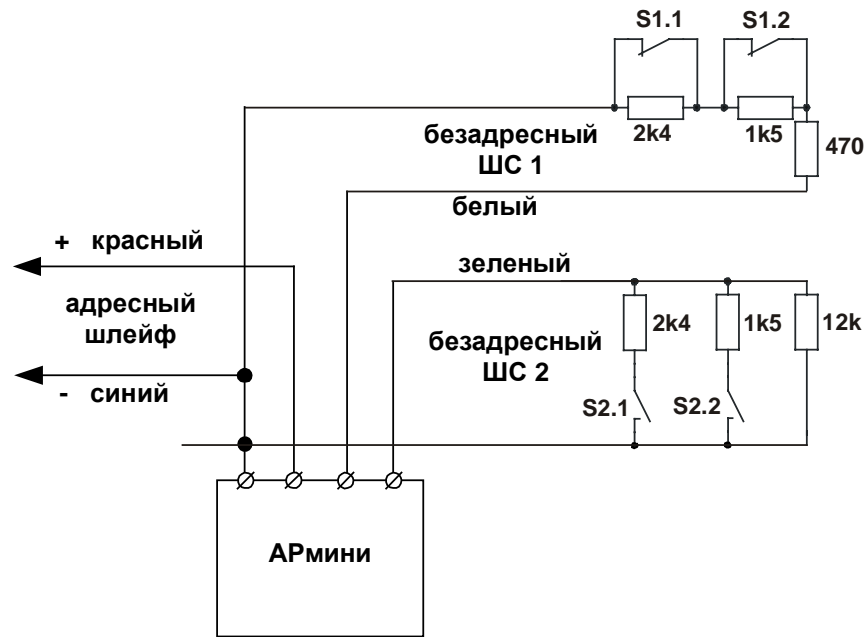 S1.1
S1.2
безадресный
ШС 1
2k4
1k5
470
белый
+ красный
зеленый
адресный
шлейф
безадресный
ШС 2
2k4
1k5
12k
- синий
S2.1
S2.2
АРмини